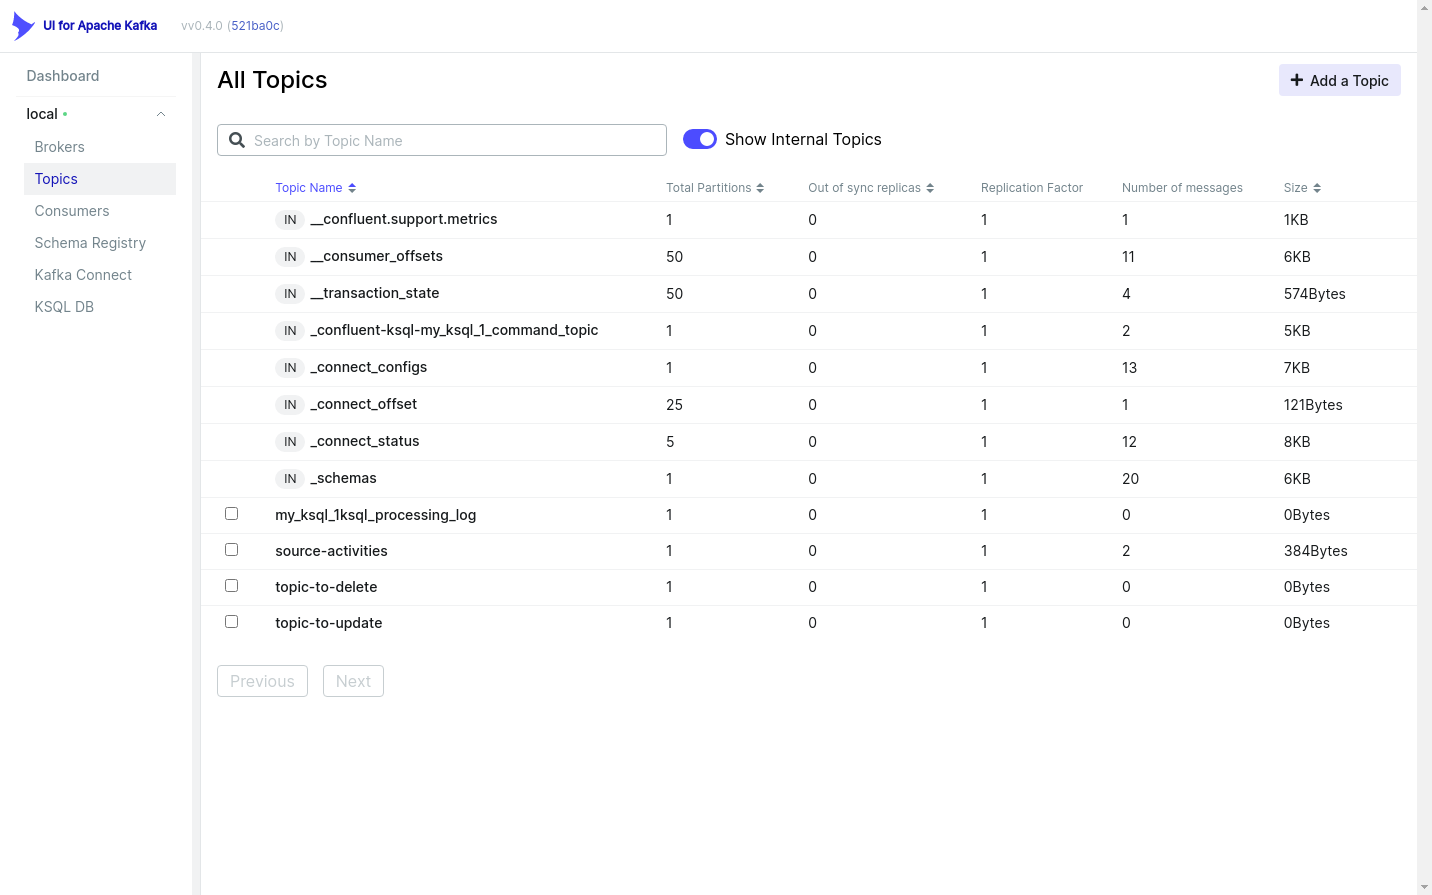 UI for Apache Kafka vv0.4.0 (521ba0c)
Dashboard
local
Brokers
Topics
Consumers
Schema Registry
Kafka Connect
KSQL DB
All Topics
Add a Topic
Search by Topic Name
Show Internal Topics
Topic Name Total Partitions Out of sync replicas Replication Factor Number of messages Size
IN __confluent.support.metrics 1 0 1 1 1KB
IN __consumer_offsets 50 0 1 11 6KB
IN __transaction_state 50 0 1 4 574Bytes
IN _confluent-ksql-my_ksql_1_command_topic 1 0 1 2 5KB
IN _connect_configs 1 0 1 13 7KB
IN _connect_offset 25 0 1 1 121Bytes
IN _connect_status 5 0 1 12 8KB
IN _schemas 1 0 1 20 6KB
my_ksql_1ksql_processing_log 1 0 1 0 0Bytes
source-activities 1 0 1 2 384Bytes
topic-to-delete 1 0 1 0 0Bytes
topic-to-update 1 0 1 0 0Bytes
Previous Next